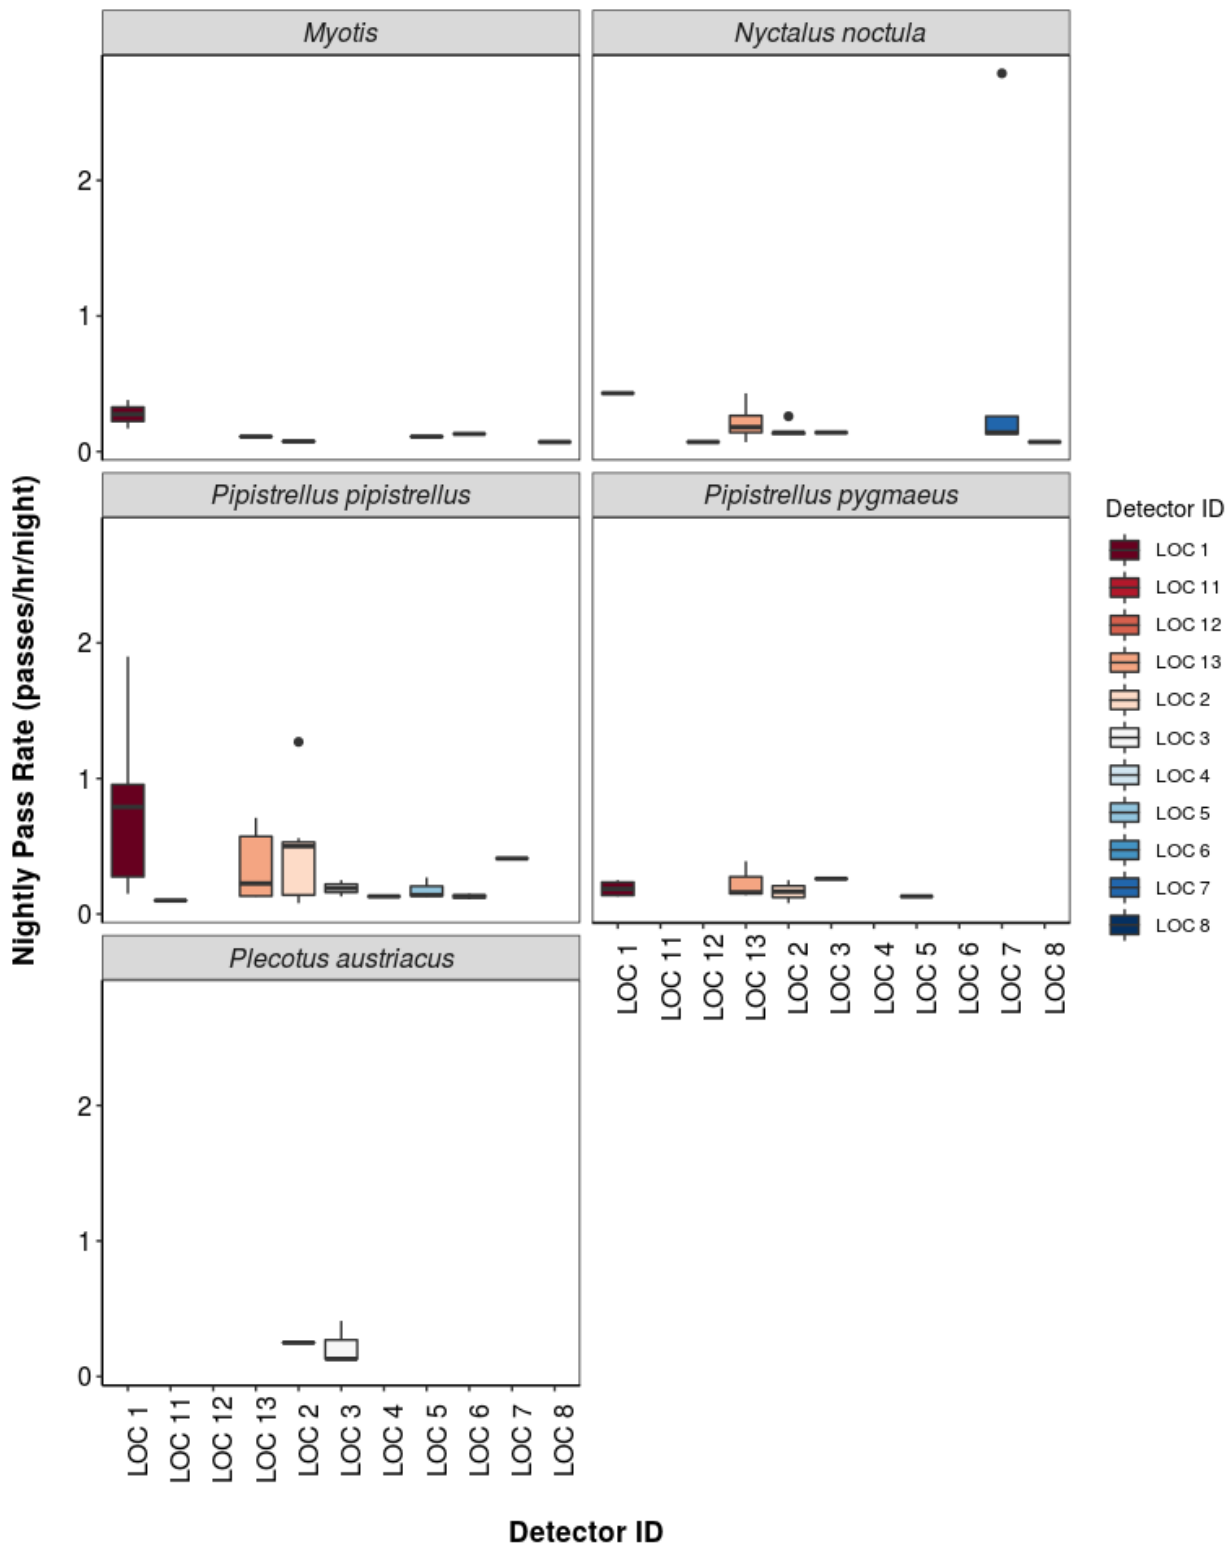 Myotis
Nyctalus noctula
2
1
0
Pipistrellus pipistrellus
Pipistrellus pygmaeus
2
1
0
LOC 1
LOC 11
LOC 12
LOC 13
LOC 2
LOC 3
LOC 4
LOC 5
LOC 6
LOC 7
LOC 8
Plecotus austriacus
2
1
0
LOC 1
LOC 11
LOC 12
LOC 13
LOC 2
LOC 3
LOC 4
LOC 5
LOC 6
LOC 7
LOC 8
Nightly Pass Rate (passes/hr/night)
Detector ID
Detector ID
LOC 1
LOC 11
LOC 12
LOC 13
LOC 2
LOC 3
LOC 4
LOC 5
LOC 6
LOC 7
LOC 8